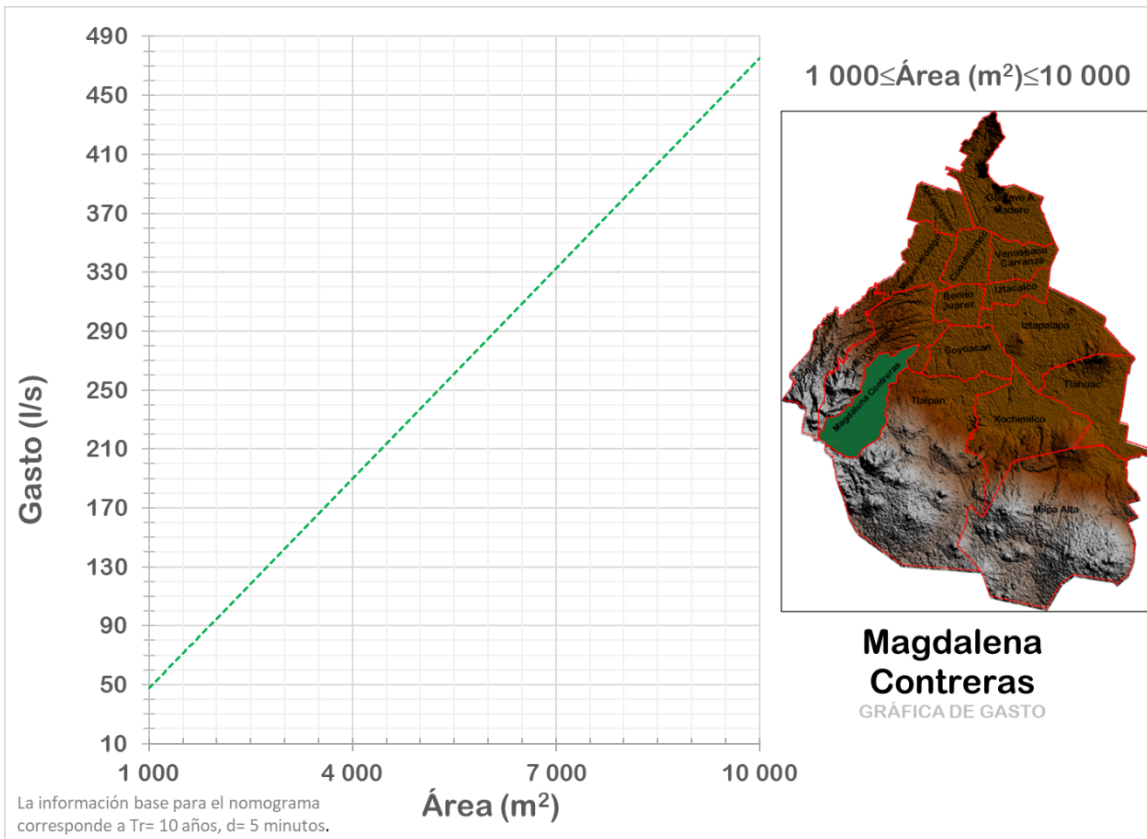 490
450
410
370
330
290
250
210
170
130
90
50
10
Gasto (l/s)
1 000
4 000
7 000
10 000
Área (m²)
La información base para el nomograma
corresponde a Tr= 10 años, d= 5 minutos.
1 000≤Área (m²)≤10 000
Gustavo A.
Madero
Miguel Hidalgo
Cuauhtémoc
Venustiano
Carranza
Iztacalco
Benito
Juárez
Iztapalapa
Coyoacán
Magdalena Contreras
Tlalpan
Tláhuac
Xochimilco
Milpa Alta
Magdalena
Contreras
GRÁFICA DE GASTO